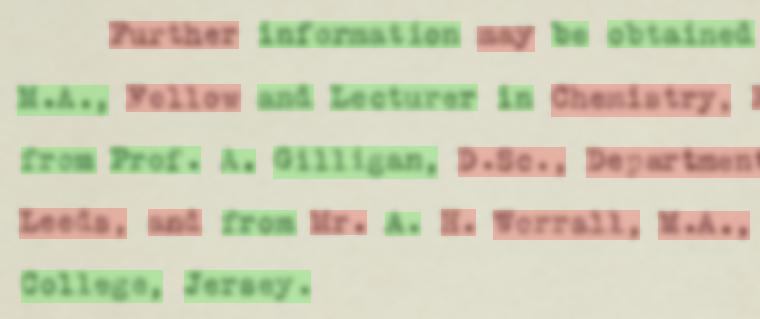 Further information may be obtained
M.A., Fellow and Lecturer in Chemistry,
from Prof. A. Gilligan, D.Sc., Department
Leeds, and from Mr. A. H. Worrall, M.A.,
College, Jersey.